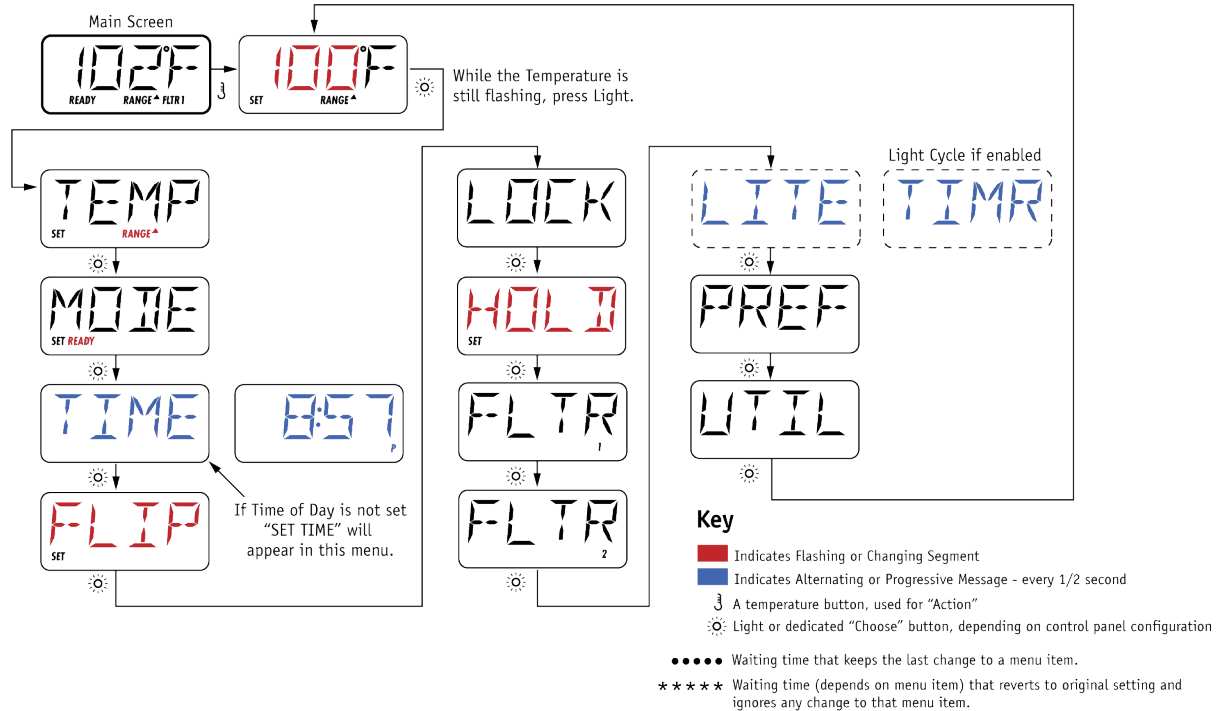 Main Screen
102°F
READY RANGE FLTR1
100°F
SET RANGE
While the Temperature is
still flashing, press Light.
TEMP
SET RANGE
MODE
SET READY
TIME
8:57
P
If Time of Day is not set
“SET TIME” will
appear in this menu.
FLIP
SET
LOCK
HOLD
SET
FLTR
1
FLTR
2
Light Cycle if enabled
LITE TIMR
PREF
UTIL
Key
Indicates Flashing or Changing Segment
Indicates Alternating or Progressive Message - every 1/2 second
A temperature button, used for “Action”
Light or dedicated “Choose” button, depending on control panel configuration
••••• Waiting time that keeps the last change to a menu item.
***** Waiting time (depends on menu item) that reverts to original setting and
ignores any change to that menu item.